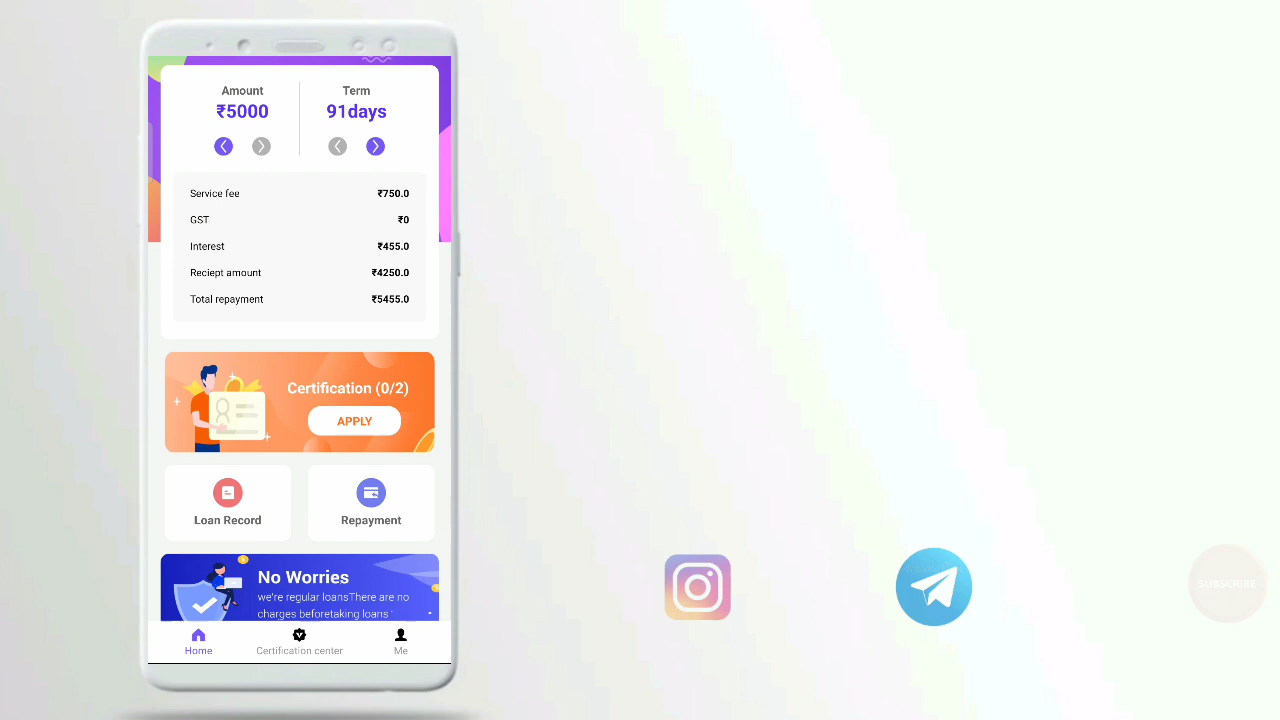 Amount Term
₹5000 91days
Service fee ₹750.0
GST ₹0
Interest ₹455.0
Reciept amount ₹4250.0
Total repayment ₹5455.0
Certification (0/2)
APPLY
Loan Record Repayment
No Worries
we're regular loansThere are no
charges beforetaking loans
Home Certification center Me
SUBSCRIBE